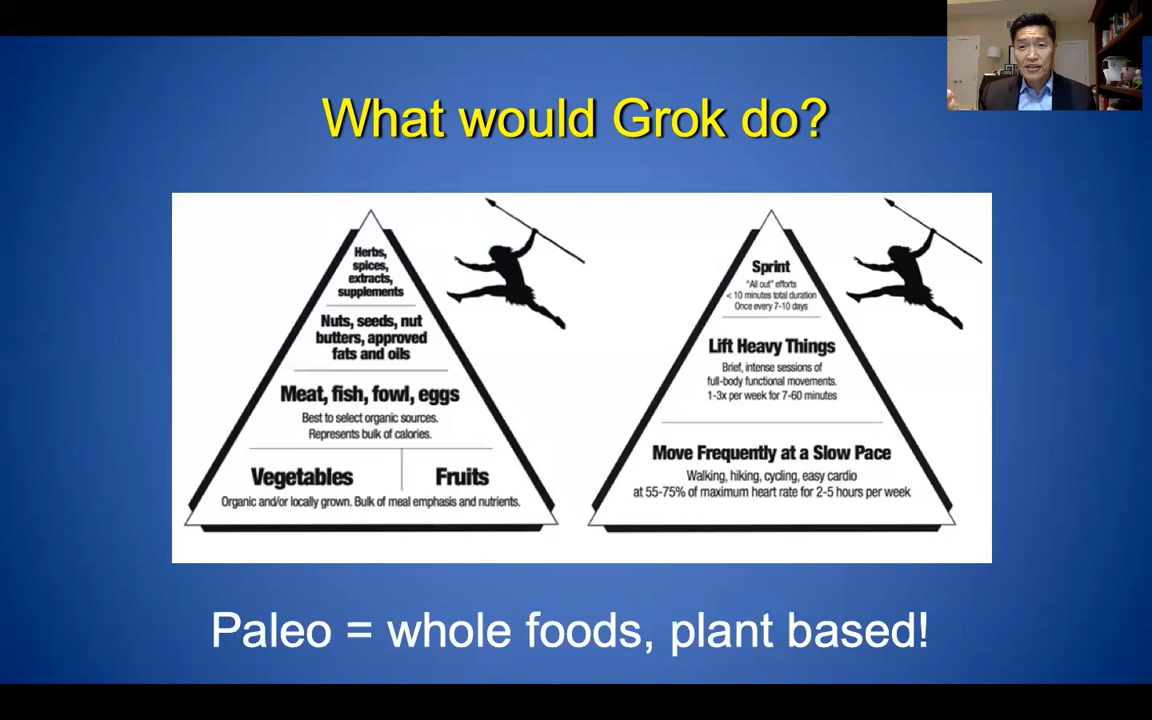 What would Grok do?
Herbs,
spices,
extracts,
supplements
Nuts, seeds, nut
butters, approved
fats and oils
Meat, fish, fowl, eggs
Best to select organic sources.
Represents bulk of calories.
Vegetables
Fruits
Organic and/or locally grown. Bulk of meal emphasis and nutrients.
Sprint
"All out" efforts
< 10 minutes total duration
Once every 7-10 days
Lift Heavy Things
Brief, intense sessions of
full-body functional movements.
1-3x per week for 7-60 minutes
Move Frequently at a Slow Pace
Walking, hiking, cycling, easy cardio
at 55-75% of maximum heart rate for 2-5 hours per week
Paleo = whole foods, plant based!